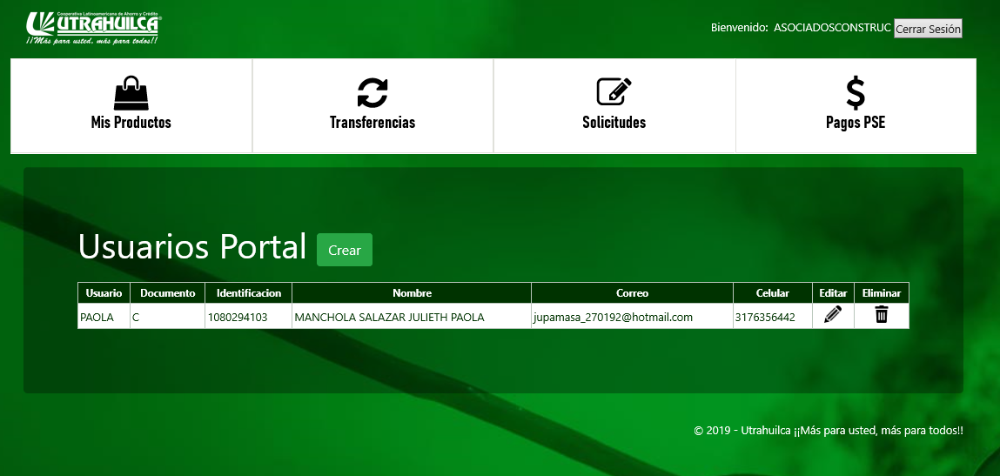 Cooperativa Latinoamericana de Ahorro y Crédito
UTRAHUILCA®
¡¡Más para usted, más para todos!!
Bienvenido: ASOCIADOSCONSTRUC Cerrar Sesión
Mis Productos Transferencias Solicitudes Pagos PSE
Usuarios Portal Crear
Usuario Documento Identificacion Nombre Correo Celular Editar Eliminar
PAOLA C 1080294103 MANCHOLA SALAZAR JULIETH PAOLA jupamasa_270192@hotmail.com 3176356442
© 2019 - Utrahuilca ¡¡Más para usted, más para todos!!